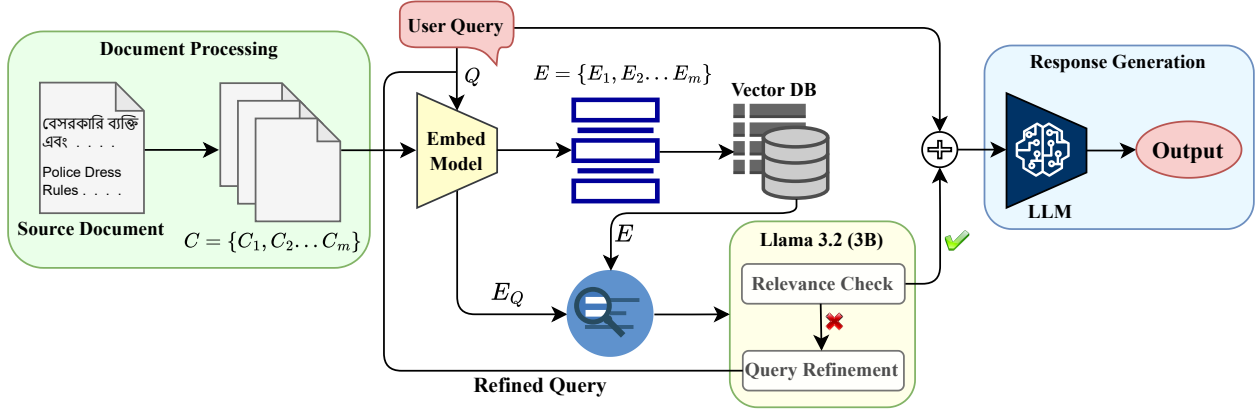 Document Processing
বেসরকারি ব্যক্তি
এবং . . . .
Police Dress
Rules . . . .
Source Document
C = {C₁, C₂ … Cₘ}
User Query
Q
Embed
Model
E = {E₁, E₂ … Eₘ}
Vector DB
E
E_Q
Llama 3.2 (3B)
Relevance Check
Query Refinement
Refined Query
Response Generation
LLM
Output